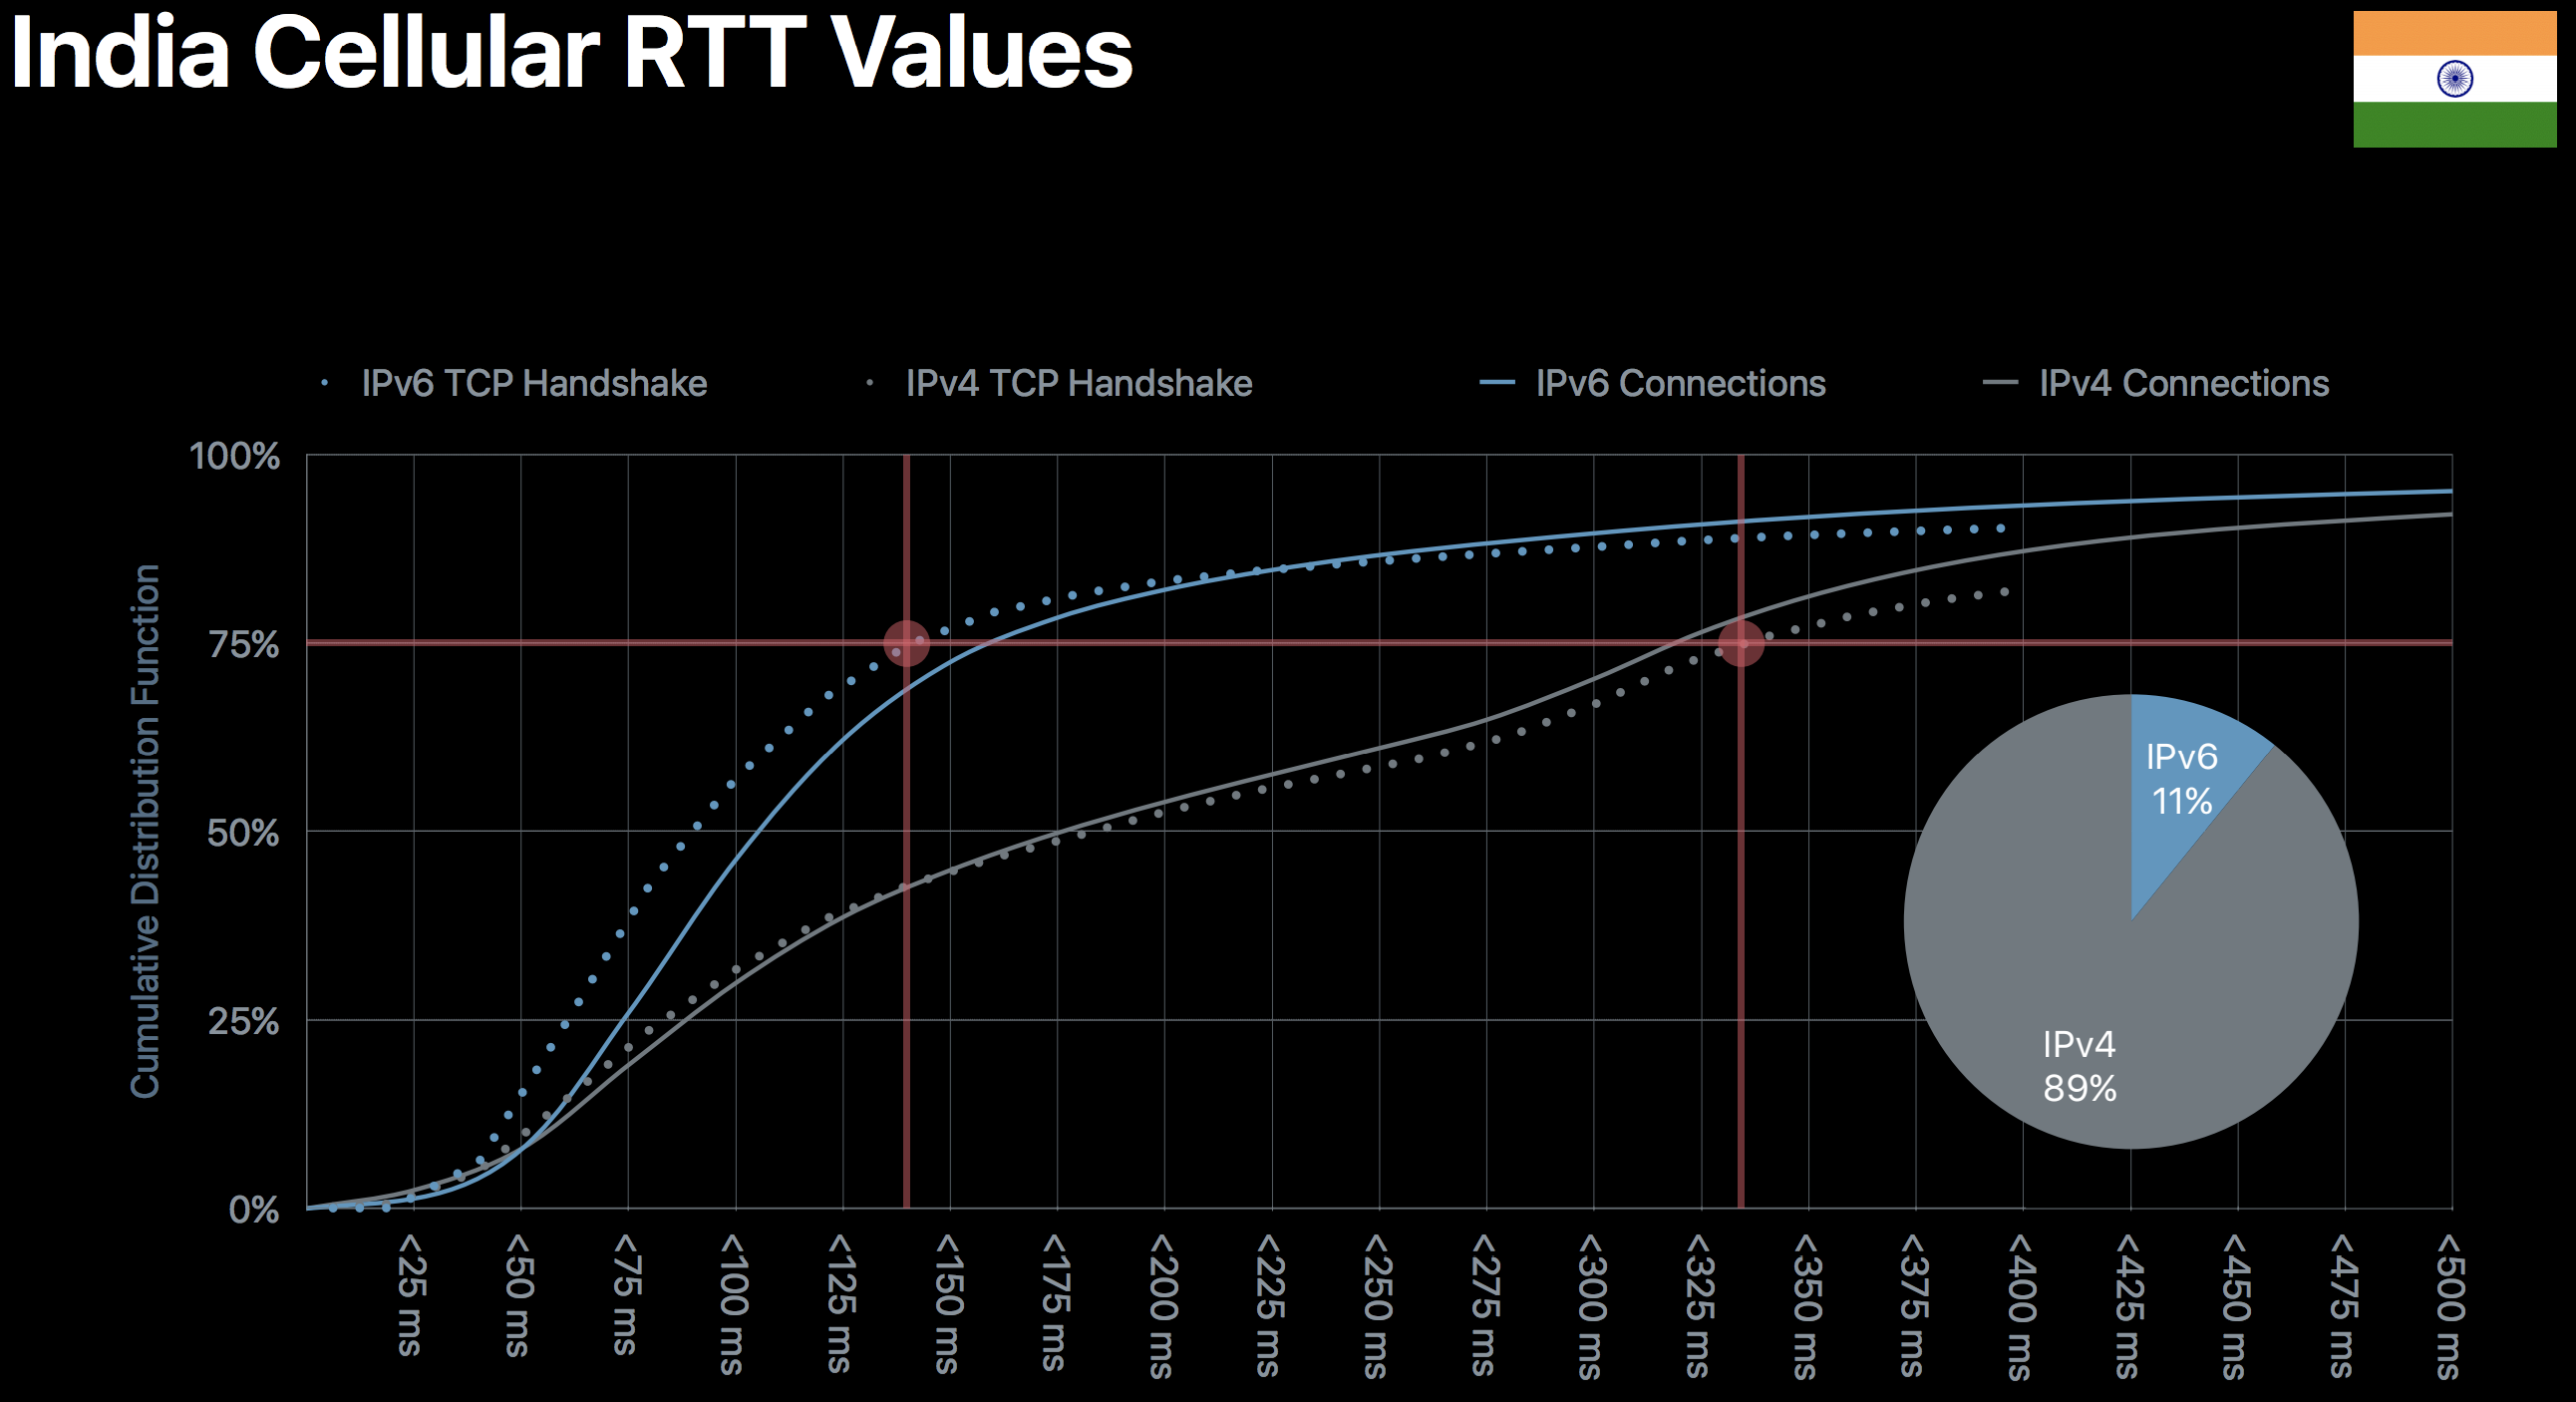 India Cellular RTT Values
IPv6 TCP Handshake
IPv4 TCP Handshake
IPv6 Connections
IPv4 Connections
Cumulative Distribution Function
100%
75%
50%
25%
0%
IPv6
11%
IPv4
89%
<25 ms
<50 ms
<75 ms
<100 ms
<125 ms
<150 ms
<175 ms
<200 ms
<225 ms
<250 ms
<275 ms
<300 ms
<325 ms
<350 ms
<375 ms
<400 ms
<425 ms
<450 ms
<475 ms
<500 ms